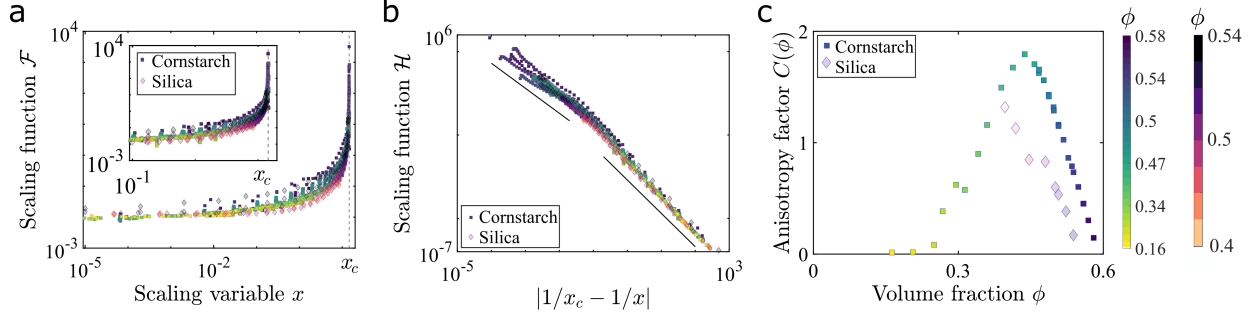 a
Scaling function 𝓕
10^4
10^-3
10^-5
10^-2
x_c
Scaling variable x
10^4
10^-3
10^-1
x_c
Cornstarch
Silica
b
Scaling function 𝓗
10^6
10^-7
10^-5
10^3
|1/x_c − 1/x|
Cornstarch
Silica
c
Anisotropy factor C(ϕ)
2
1
0
0
0.3
0.6
Volume fraction ϕ
Cornstarch
Silica
ϕ
0.58
0.54
0.47
0.34
0.16
ϕ
0.54
0.5
0.4